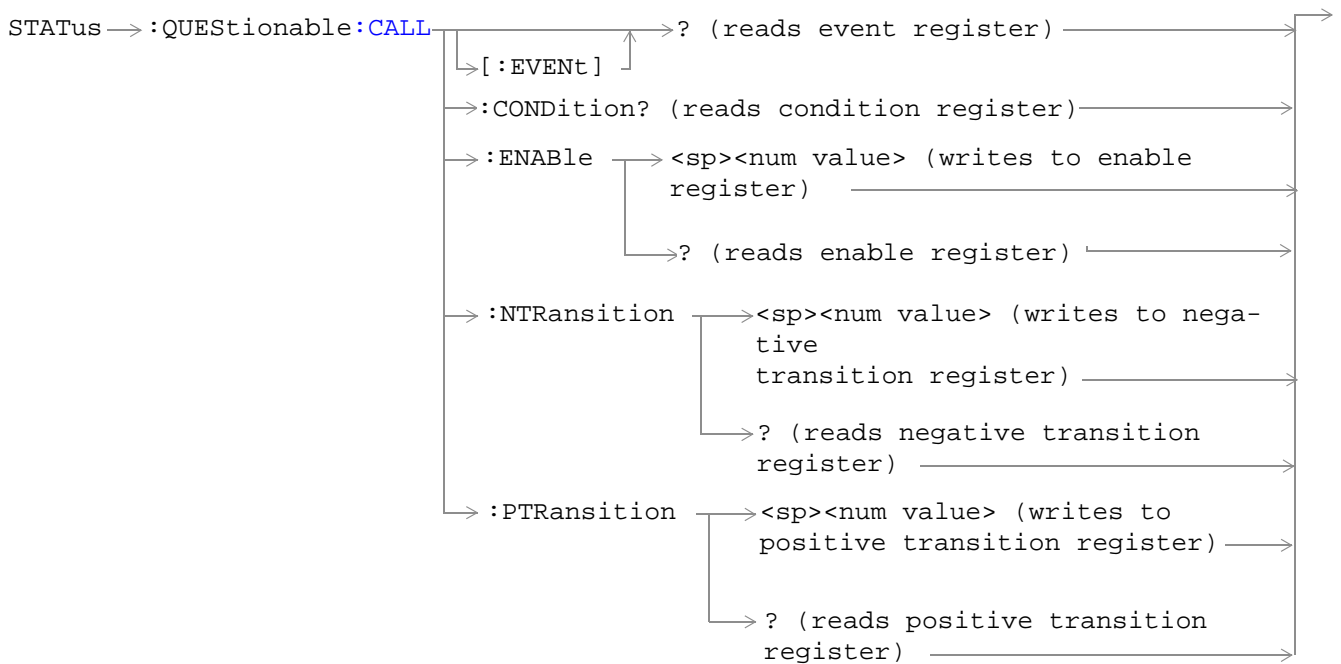 STATus :QUEStionable:CALL ? (reads event register)
[:EVENt]
:CONDition? (reads condition register)
:ENABle <sp><num value> (writes to enable
register)
? (reads enable register)
:NTRansition <sp><num value> (writes to nega-
tive
transition register)
? (reads negative transition
register)
:PTRansition <sp><num value> (writes to
positive transition register)
? (reads positive transition
register)